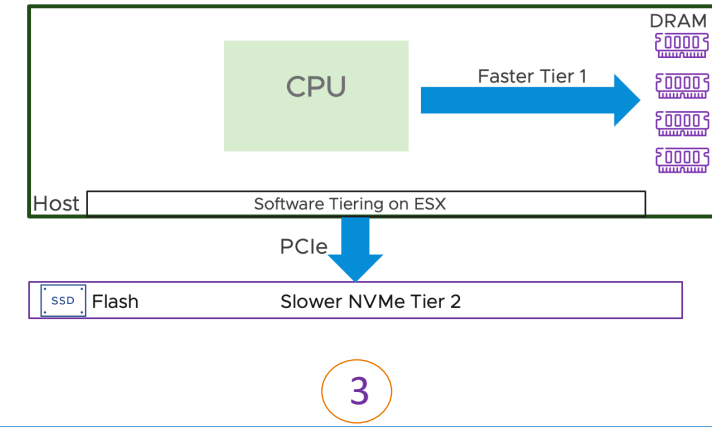 DRAM
CPU
Faster Tier 1
Host
Software Tiering on ESX
PCIe
SSD
Flash
Slower NVMe Tier 2
3